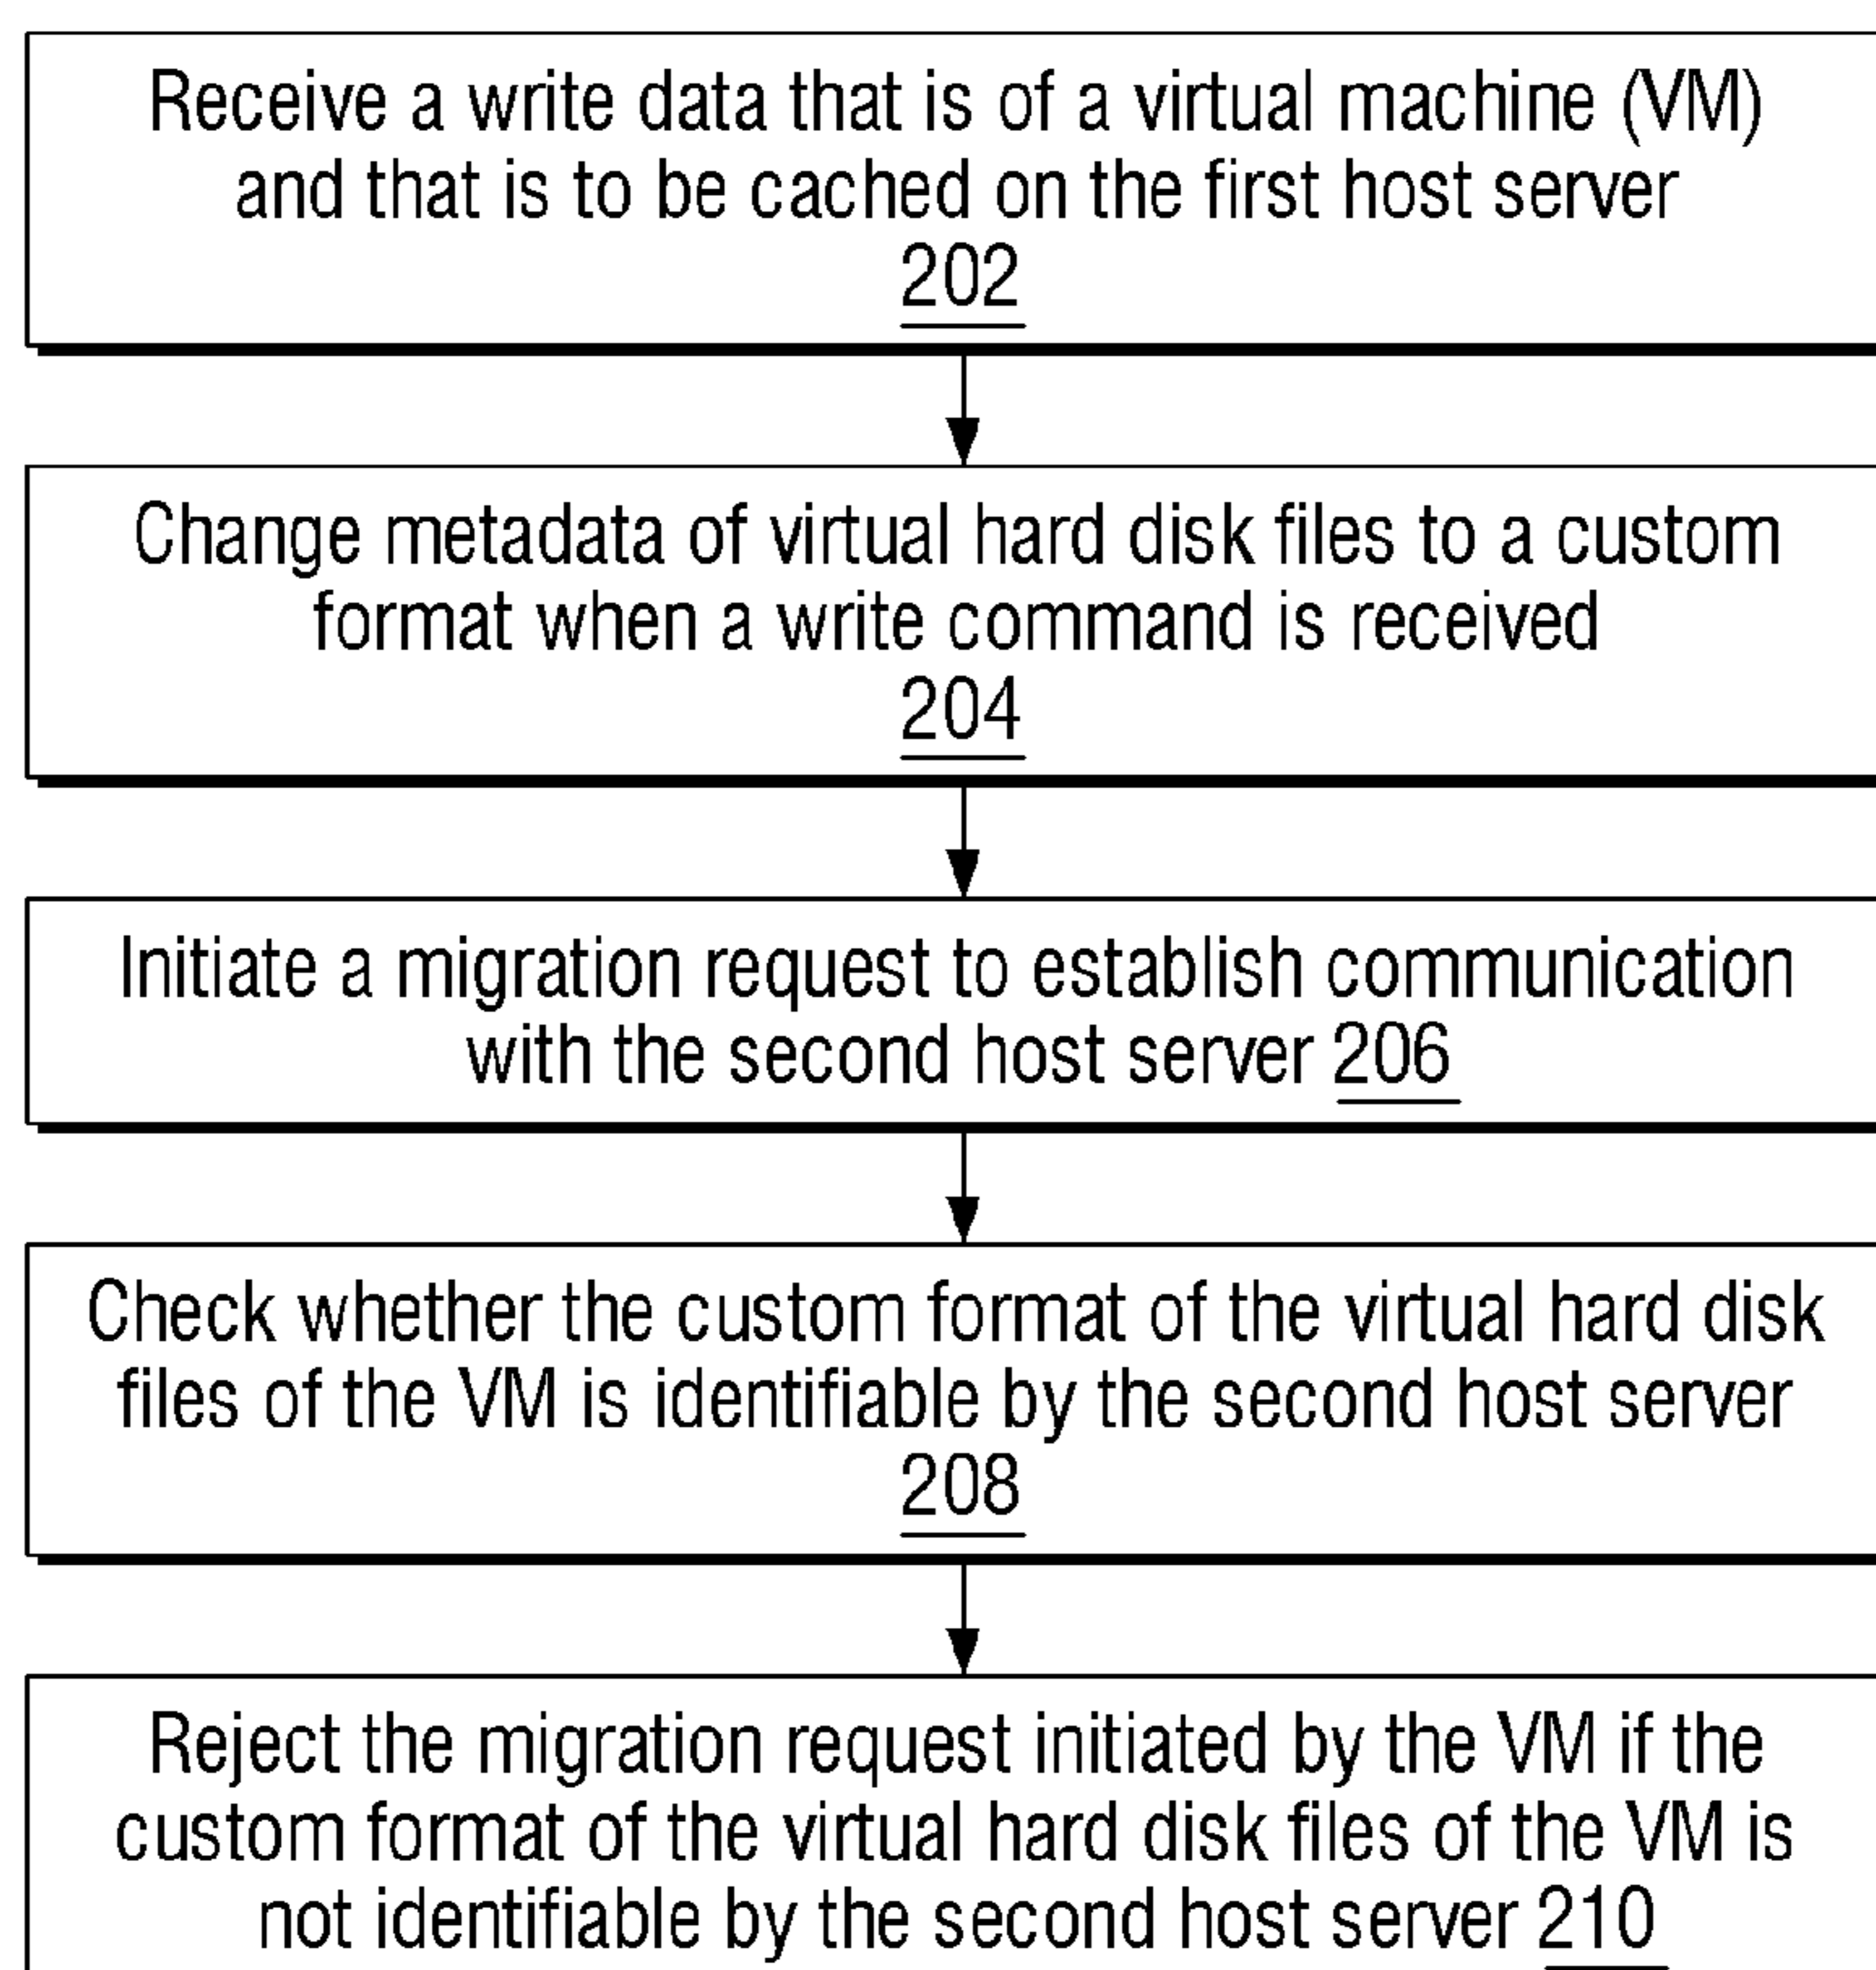 Receive a write data that is of a virtual machine (VM)
and that is to be cached on the first host server
202
Change metadata of virtual hard disk files to a custom
format when a write command is received
204
Initiate a migration request to establish communication
with the second host server 206
Check whether the custom format of the virtual hard disk
files of the VM is identifiable by the second host server
208
Reject the migration request initiated by the VM if the
custom format of the virtual hard disk files of the VM is
not identifiable by the second host server 210